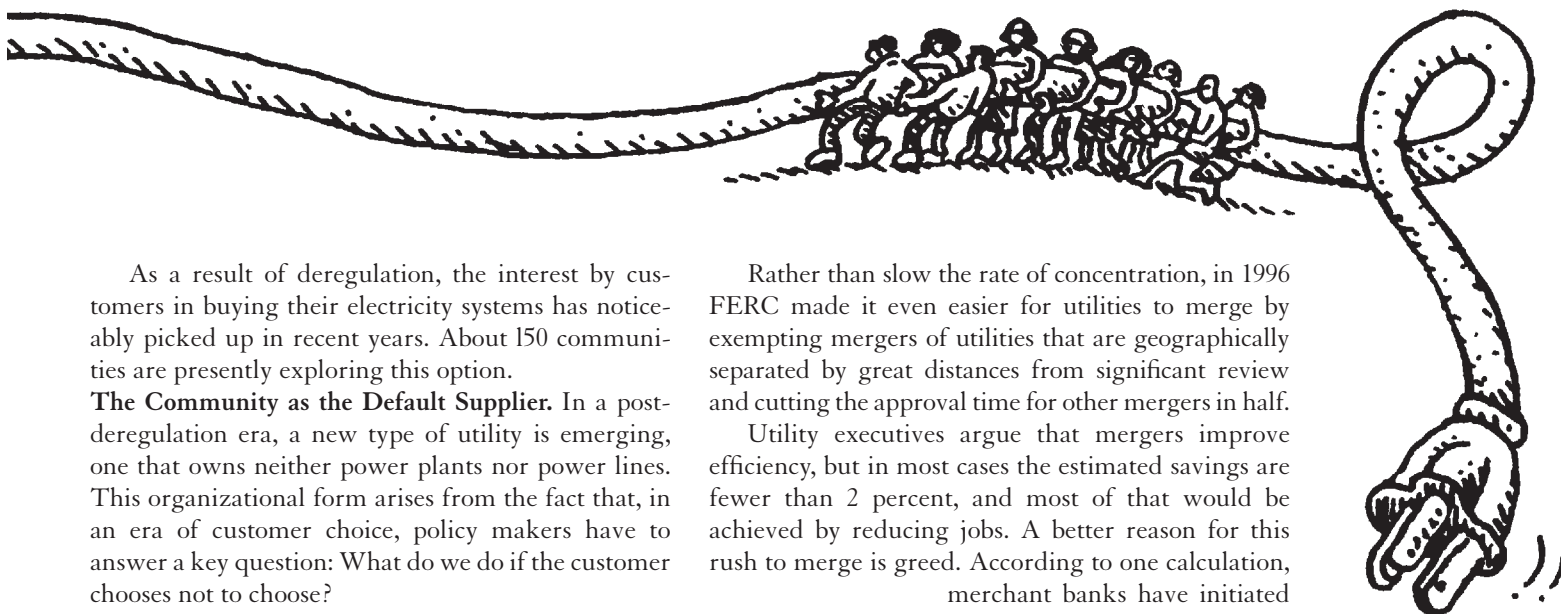 As a result of deregulation, the interest by cus-
tomers in buying their electricity systems has notice-
ably picked up in recent years. About 150 communi-
ties are presently exploring this option.
The Community as the Default Supplier. In a post-
deregulation era, a new type of utility is emerging,
one that owns neither power plants nor power lines.
This organizational form arises from the fact that, in
an era of customer choice, policy makers have to
answer a key question: What do we do if the customer
chooses not to choose?
Rather than slow the rate of concentration, in 1996
FERC made it even easier for utilities to merge by
exempting mergers of utilities that are geographically
separated by great distances from significant review
and cutting the approval time for other mergers in half.
Utility executives argue that mergers improve
efficiency, but in most cases the estimated savings are
fewer than 2 percent, and most of that would be
achieved by reducing jobs. A better reason for this
rush to merge is greed. According to one calculation,
merchant banks have initiated